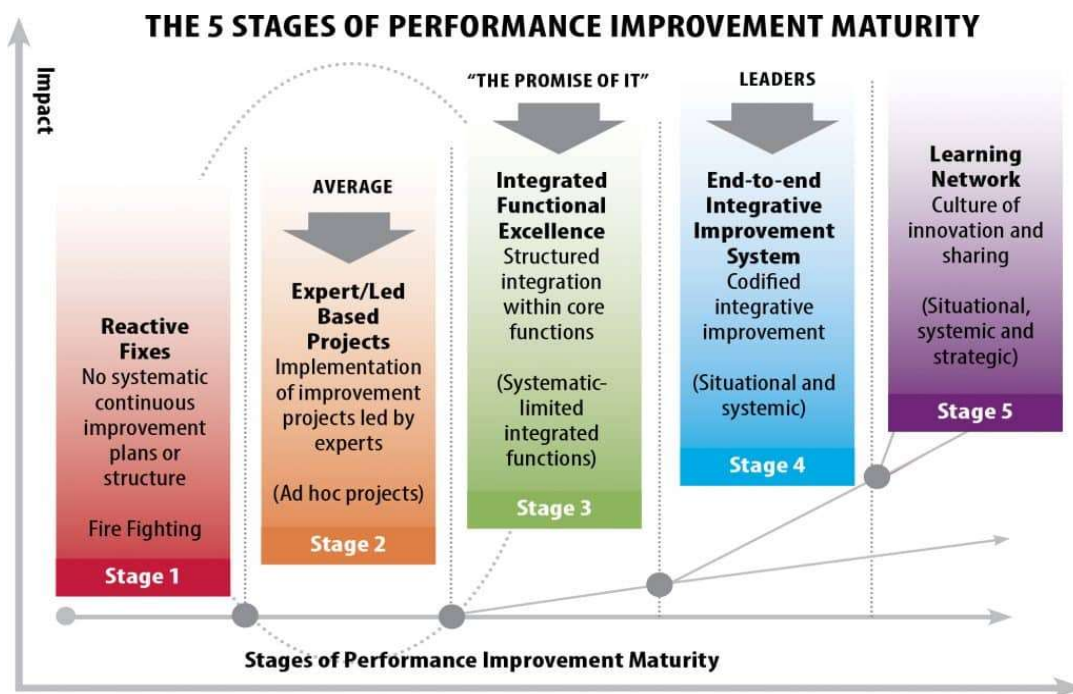 THE 5 STAGES OF PERFORMANCE IMPROVEMENT MATURITY
Impact
Reactive
Fixes
No systematic
continuous
improvement
plans or
structure
Fire Fighting
Stage 1
AVERAGE
Expert/Led
Based
Projects
Implementation
of improvement
projects led by
experts
(Ad hoc projects)
Stage 2
"THE PROMISE OF IT"
Integrated
Functional
Excellence
Structured
integration
within core
functions
(Systematic-
limited
integrated
functions)
Stage 3
LEADERS
End-to-end
Integrative
Improvement
System
Codified
integrative
improvement
(Situational and
systemic)
Stage 4
Learning
Network
Culture of
innovation and
sharing
(Situational,
systemic and
strategic)
Stage 5
Stages of Performance Improvement Maturity